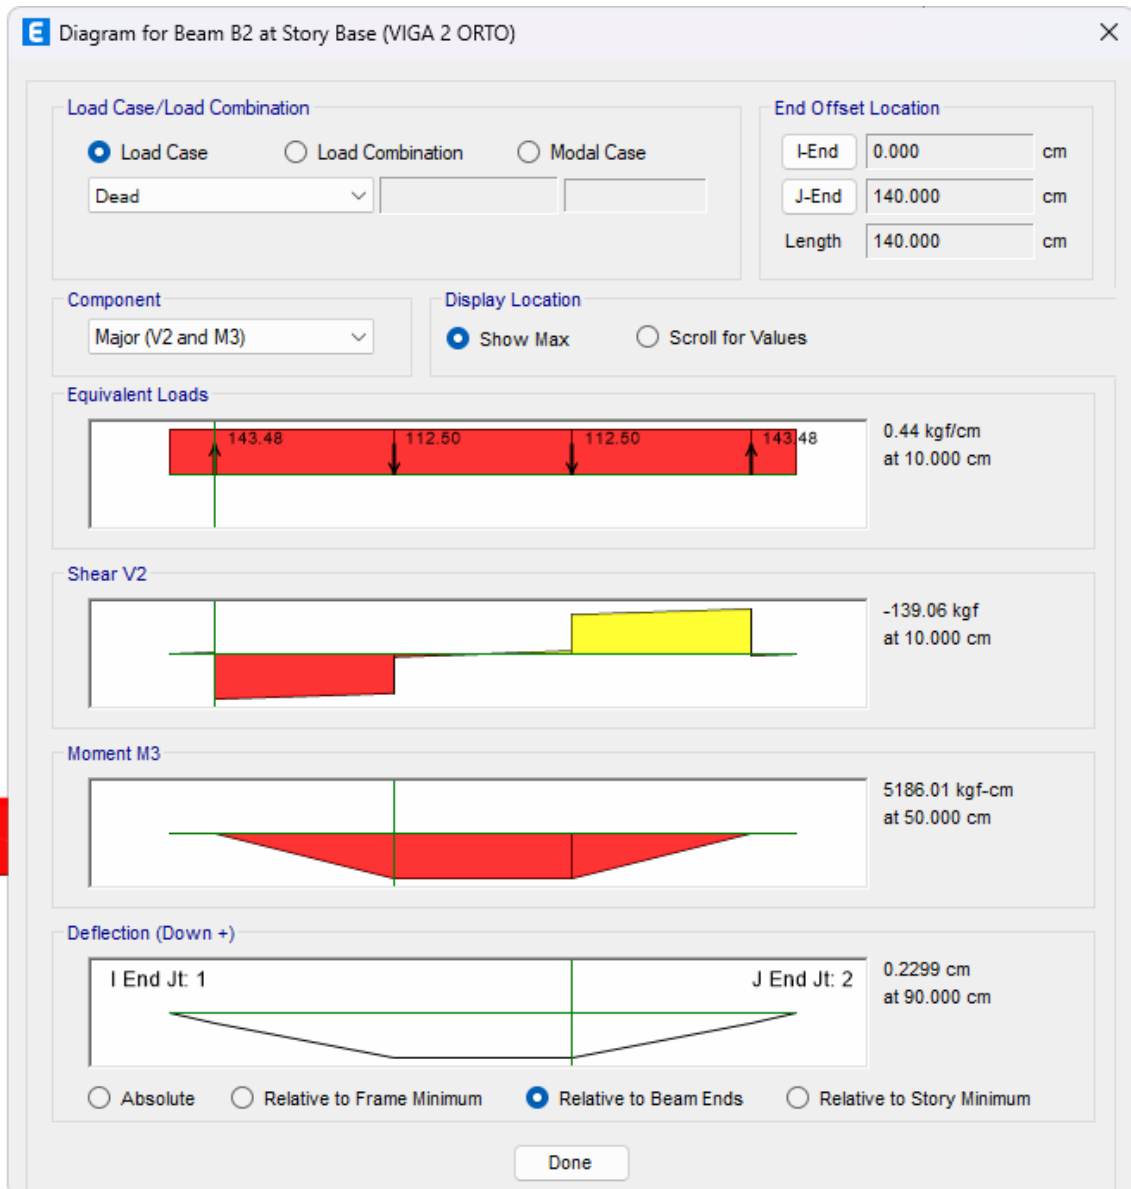 E Diagram for Beam B2 at Story Base (VIGA 2 ORTO)
Load Case/Load Combination
Load Case Load Combination Modal Case
Dead
End Offset Location
I-End 0.000 cm
J-End 140.000 cm
Length 140.000 cm
Component
Major (V2 and M3)
Display Location
Show Max Scroll for Values
Equivalent Loads
143.48 112.50 112.50 143.48
0.44 kgf/cm
at 10.000 cm
Shear V2
-139.06 kgf
at 10.000 cm
Moment M3
5186.01 kgf-cm
at 50.000 cm
Deflection (Down +)
I End Jt: 1 J End Jt: 2
0.2299 cm
at 90.000 cm
Absolute Relative to Frame Minimum Relative to Beam Ends Relative to Story Minimum
Done